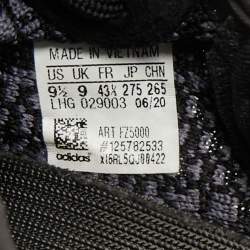 MADE IN VIETNAM
US UK FR JP CHN
9½ 9 43⅓ 275 265
LHG 029003 06/20
ART FZ5000
#125782533
adidas